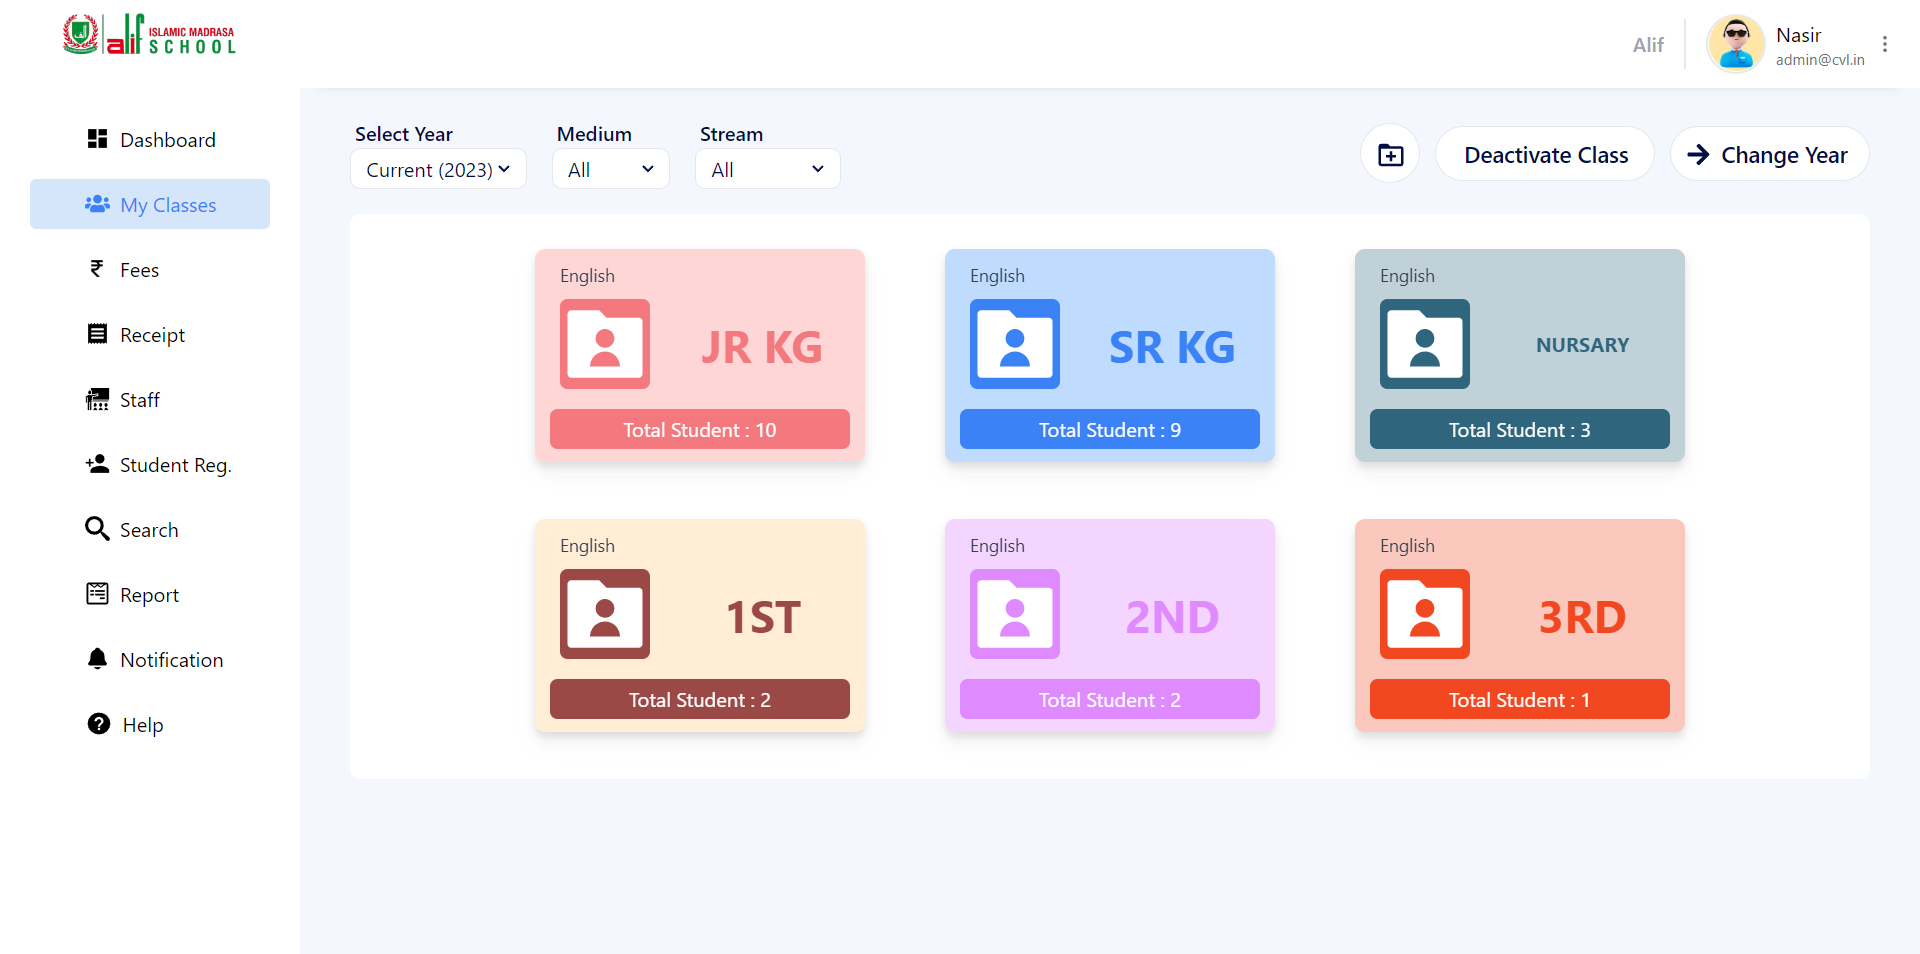 alif ISLAMIC MADRASA
SCHOOL
Alif
Nasir
admin@cvl.in
Dashboard
My Classes
Fees
Receipt
Staff
Student Reg.
Search
Report
Notification
Help
Select Year
Medium
Stream
Current (2023)
All
All
Deactivate Class
Change Year
English
JR KG
Total Student : 10
English
SR KG
Total Student : 9
English
NURSARY
Total Student : 3
English
1ST
Total Student : 2
English
2ND
Total Student : 2
English
3RD
Total Student : 1